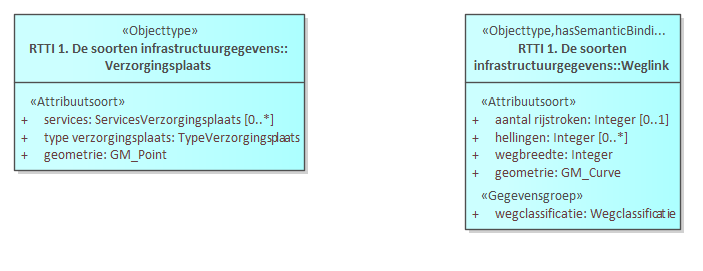 «Objecttype»
RTTI 1. De soorten infrastructuurgegevens::
Verzorgingsplaats
«Attribuutsoort»
+ services: ServicesVerzorgingsplaats [0..*]
+ type verzorgingsplaats: TypeVerzorgingsplaats
+ geometrie: GM_Point
«Objecttype,hasSemanticBindi...
RTTI 1. De soorten
infrastructuurgegevens::Weglink
«Attribuutsoort»
+ aantal rijstroken: Integer [0..1]
+ hellingen: Integer [0..*]
+ wegbreedte: Integer
+ geometrie: GM_Curve
«Gegevensgroep»
+ wegclassificatie: Wegclassificatie